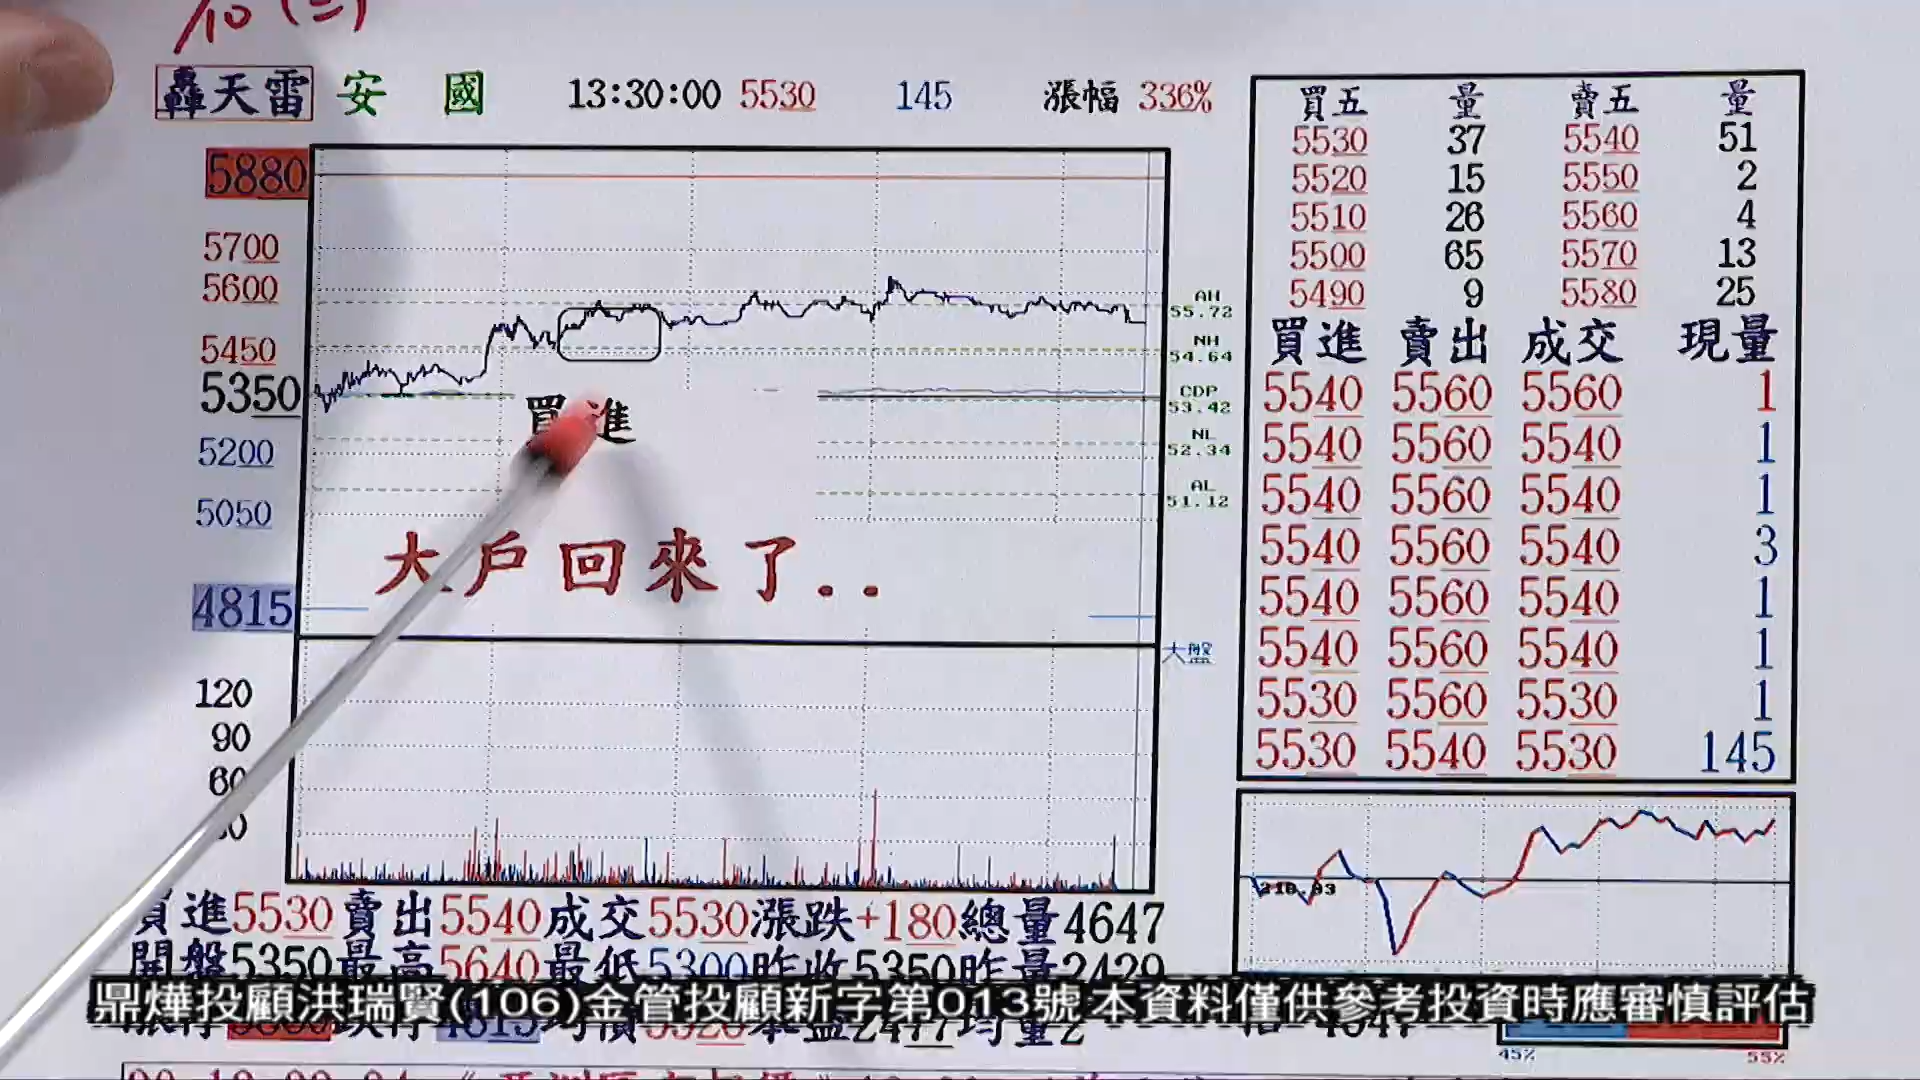 10 (三)
轟天雷 安 國 13:30:00 5530 145 漲幅 336%
5880
5700
5600
5450
5350
5200
5050
4815
120
90
AH
55.72
NH
54.64
CDP
53.42
NL
52.34
AL
51.12
大盤
買進
大戶回來了..
買五 量 賣五 量
5530 37 5540 51
5520 15 5550 2
5510 26 5560 4
5500 65 5570 13
5490 9 5580 25
買進 賣出 成交 現量
5540 5560 5560 1
5540 5560 5540 1
5540 5560 5540 1
5540 5560 5540 3
5540 5560 5540 1
5540 5560 5540 1
5530 5560 5530 1
5530 5540 5530 145
買進5530賣出5540成交5530漲跌+180總量4647
開盤5350最高5640最低5300昨收5350昨量2429
鼎燁投顧洪瑞賢(106)金管投顧新字第013號本資料僅供參考投資時應審慎評估
45% 55%